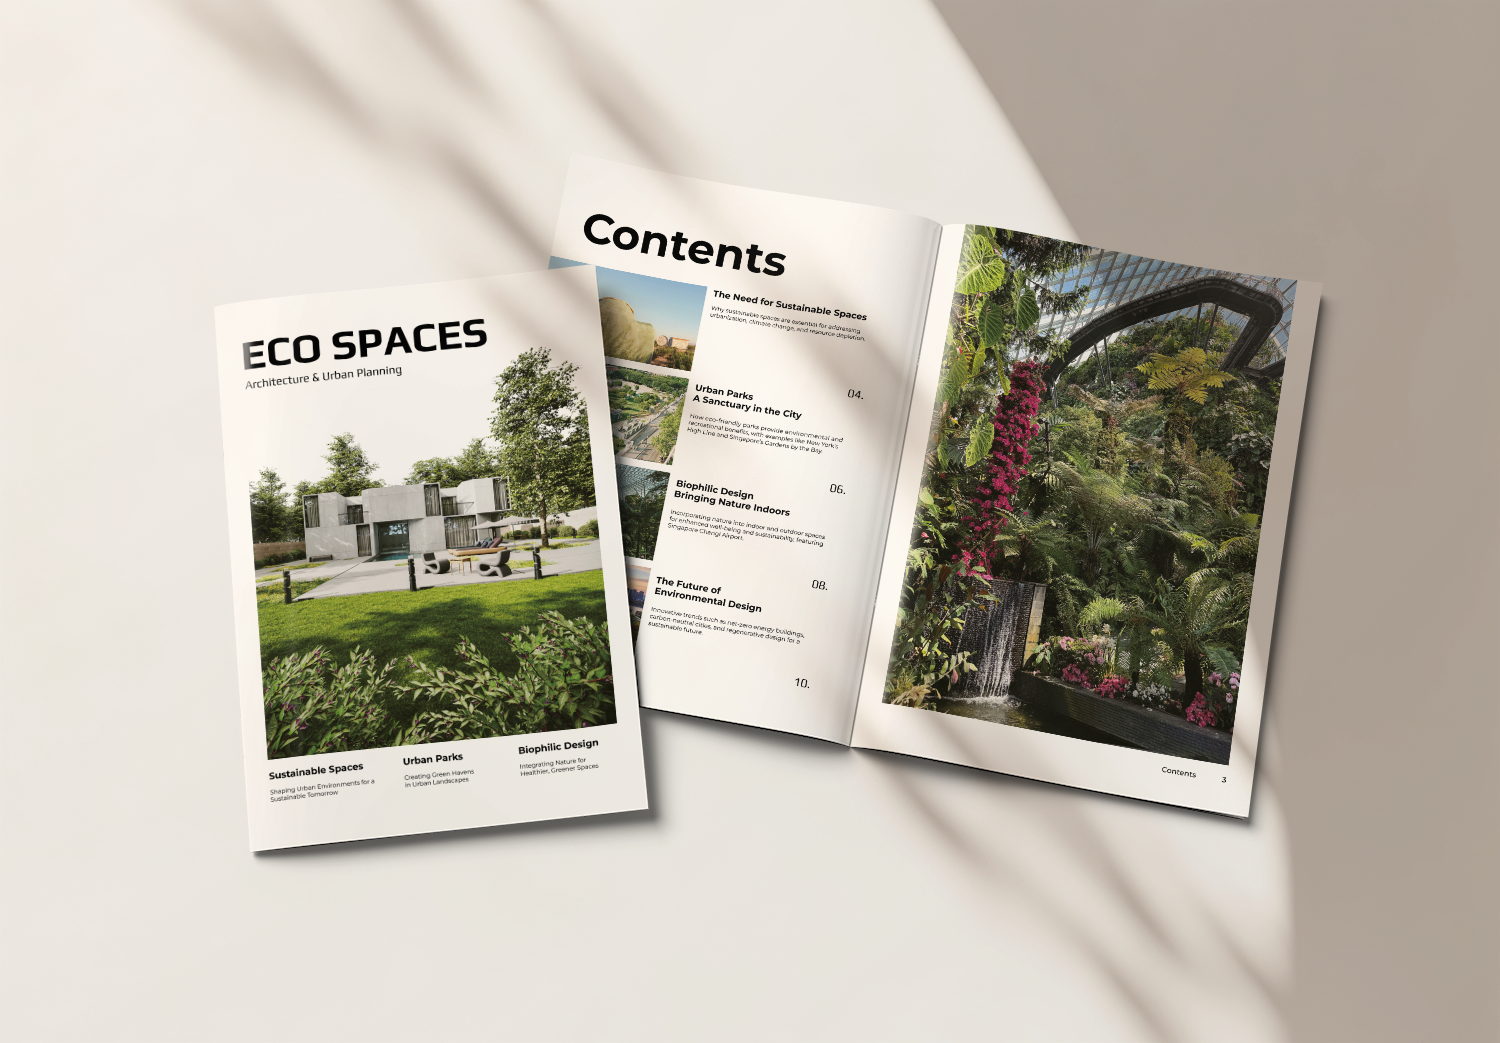 ECO SPACES
Architecture & Urban Planning
Sustainable Spaces
Shaping Urban Environments for a
Sustainable Tomorrow
Urban Parks
Creating Green Havens
in Urban Landscapes
Biophilic Design
Integrating Nature for
Healthier, Greener Spaces
Contents
The Need for Sustainable Spaces
Why sustainable spaces are essential for addressing
urbanization, climate change, and resource depletion.
04.
Urban Parks
A Sanctuary in the City
How eco-friendly parks provide environmental and
recreational benefits, with examples like New York's
High Line and Singapore's Gardens by the Bay.
06.
Biophilic Design
Bringing Nature Indoors
Incorporating nature into indoor and outdoor spaces
for enhanced well-being and sustainability, featuring
Singapore Changi Airport.
08.
The Future of
Environmental Design
Innovative trends such as net-zero energy buildings,
carbon-neutral cities, and regenerative design for a
sustainable future.
10.
Contents
3